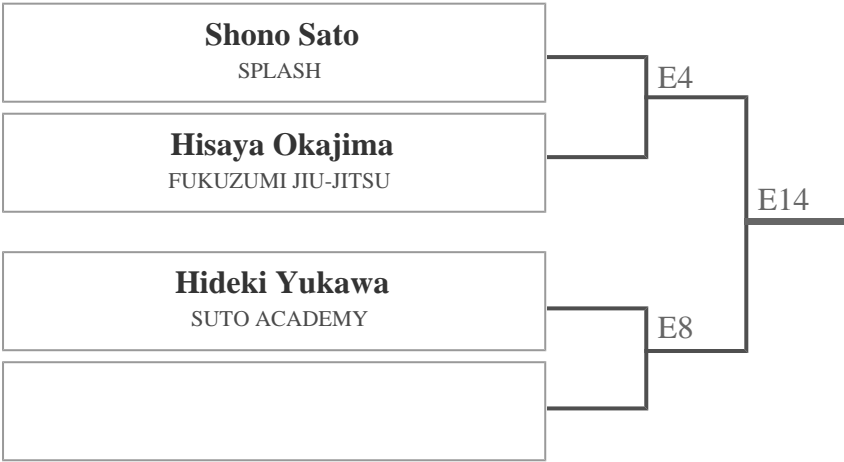 Shono Sato
SPLASH
E4
Hisaya Okajima
FUKUZUMI JIU-JITSU
E14
Hideki Yukawa
SUTO ACADEMY
E8